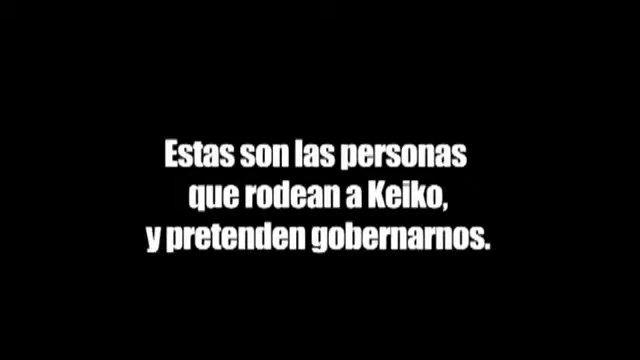 Estas son las personas
que rodean a Keiko,
y pretenden gobernarnos.